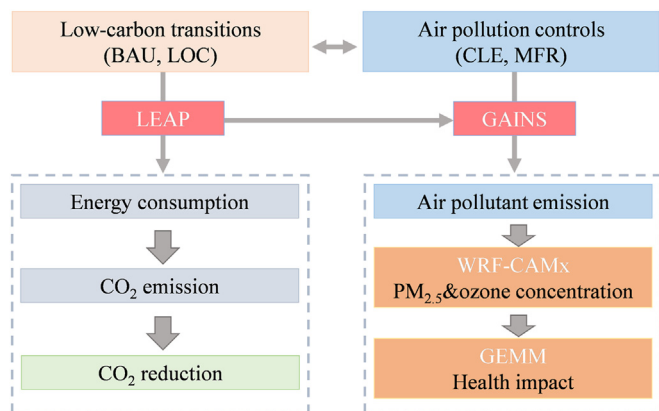 Low-carbon transitions
(BAU, LOC)
Air pollution controls
(CLE, MFR)
LEAP
GAINS
Energy consumption
CO₂ emission
CO₂ reduction
Air pollutant emission
WRF-CAMx
PM₂.₅&ozone concentration
GEMM
Health impact